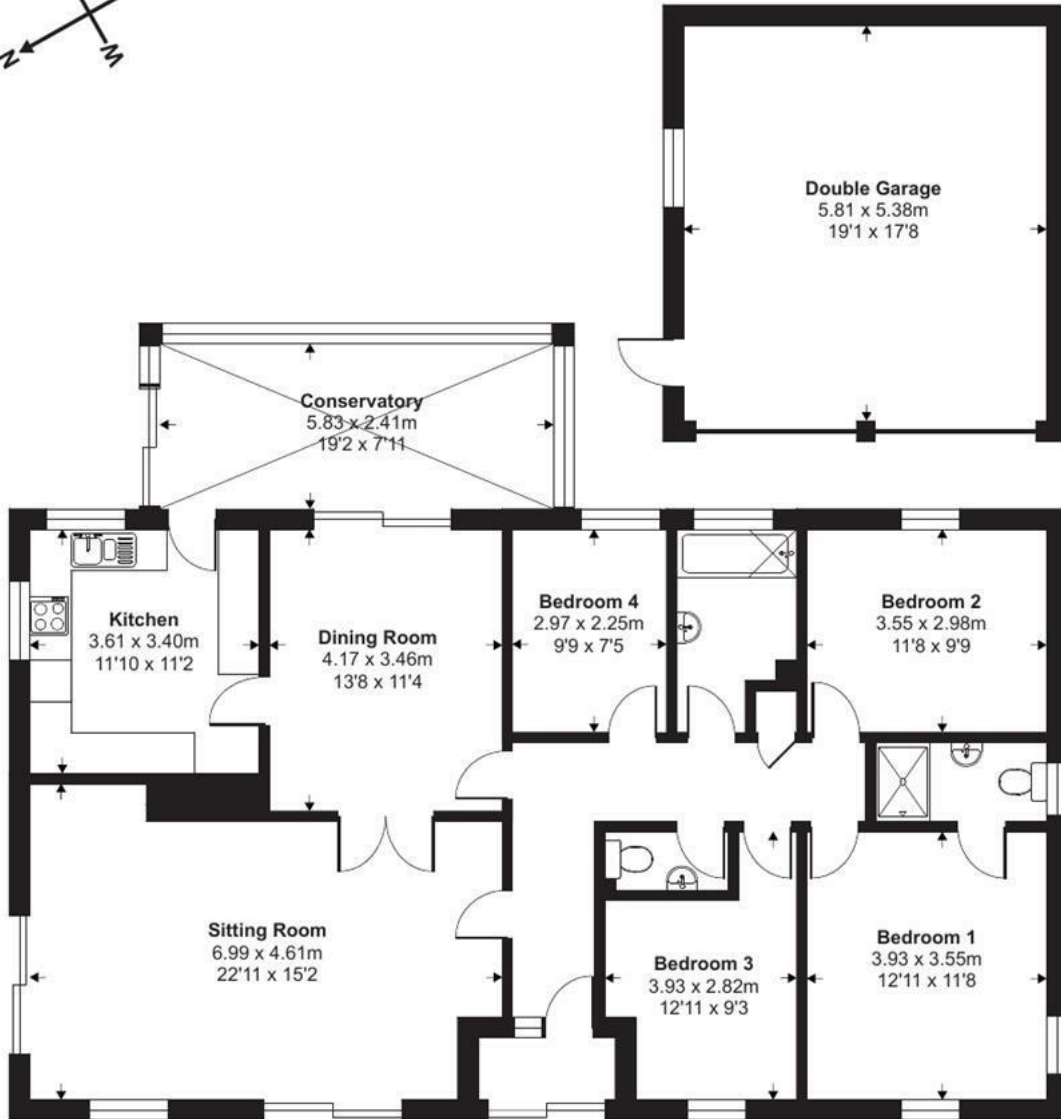 N
W
Double Garage
5.81 x 5.38m
19'1 x 17'8
Conservatory
5.83 x 2.41m
19'2 x 7'11
Kitchen
3.61 x 3.40m
11'10 x 11'2
Dining Room
4.17 x 3.46m
13'8 x 11'4
Bedroom 4
2.97 x 2.25m
9'9 x 7'5
Bedroom 2
3.55 x 2.98m
11'8 x 9'9
Sitting Room
6.99 x 4.61m
22'11 x 15'2
Bedroom 3
3.93 x 2.82m
12'11 x 9'3
Bedroom 1
3.93 x 3.55m
12'11 x 11'8